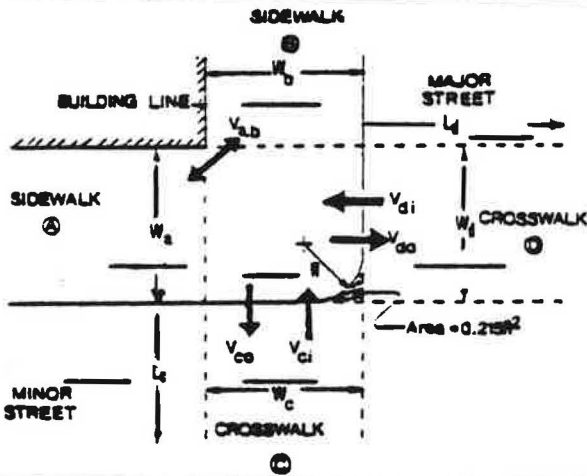 SIDEWALK
B
W_b
MAJOR
STREET
BUILDING LINE
V_a,b
L_d
SIDEWALK
A
W_a
V_di
W_d
CROSSWALK
D
V_do
R
Area = 0.215R²
V_co
V_ci
L_c
MINOR
STREET
W_c
CROSSWALK
C